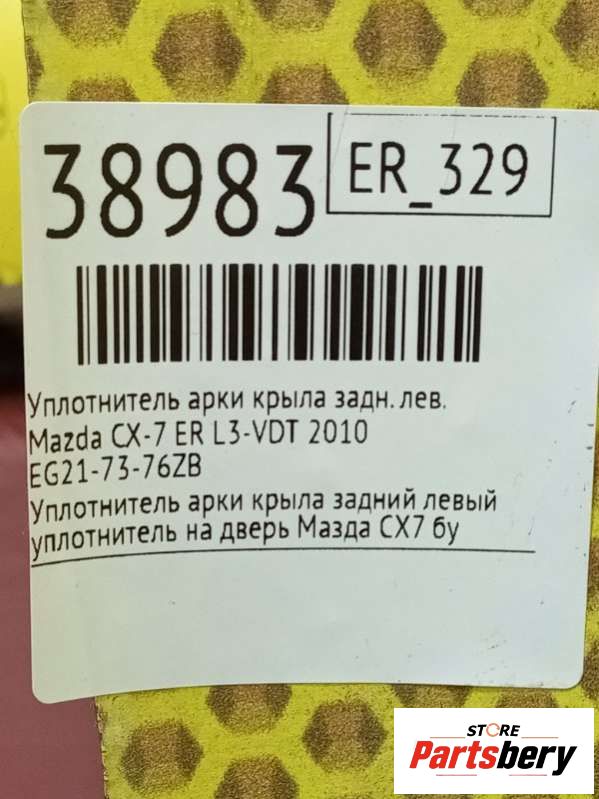 38983
ER_329
Уплотнитель арки крыла задн. лев.
Mazda CX-7 ER L3-VDT 2010
EG21-73-76ZB
Уплотнитель арки крыла задний левый
уплотнитель на дверь Мазда СХ7 бу
STORE
Partsbery